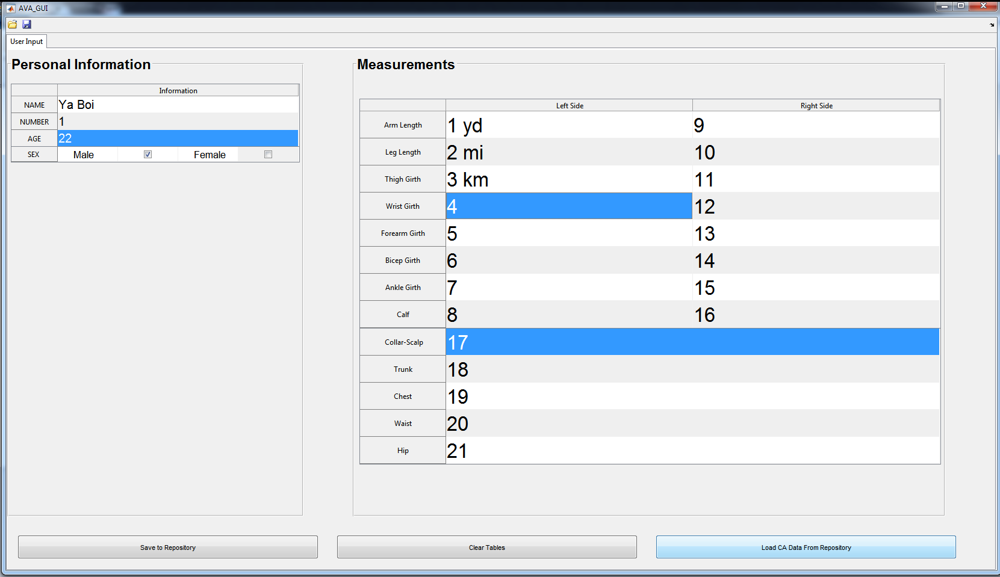 AVA_GUI
User Input
Personal Information
Information
NAME Ya Boi
NUMBER 1
AGE 22
SEX Male Female
Measurements
Left Side Right Side
Arm Length 1 yd 9
Leg Length 2 mi 10
Thigh Girth 3 km 11
Wrist Girth 4 12
Forearm Girth 5 13
Bicep Girth 6 14
Ankle Girth 7 15
Calf 8 16
Collar-Scalp 17
Trunk 18
Chest 19
Waist 20
Hip 21
Save to Repository Clear Tables Load CA Data From Repository